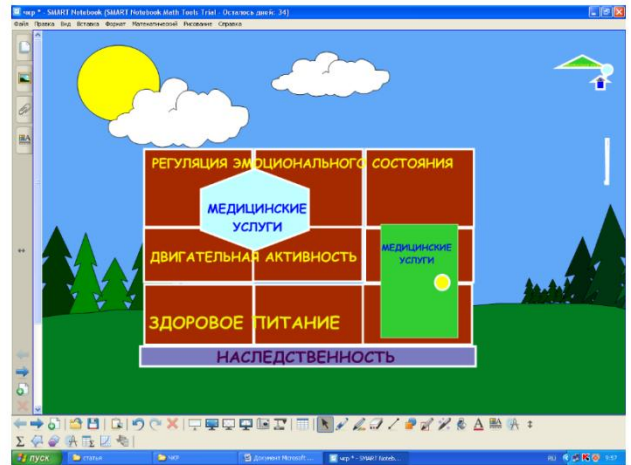 чкр * - SMART Notebook (SMART Notebook Math Tools Trial - Осталось дней: 34)
Файл Правка Вид Вставка Формат Математический Рисование Справка
РЕГУЛЯЦИЯ ЭМОЦИОНАЛЬНОГО СОСТОЯНИЯ
МЕДИЦИНСКИЕ
УСЛУГИ
МЕДИЦИНСКИЕ
УСЛУГИ
ДВИГАТЕЛЬНАЯ АКТИВНОСТЬ
ЗДОРОВОЕ ПИТАНИЕ
НАСЛЕДСТВЕННОСТЬ
пуск
статья
ЧКР
Документ Microsoft ...
чкр * - SMART Noteb...
RU
9:57